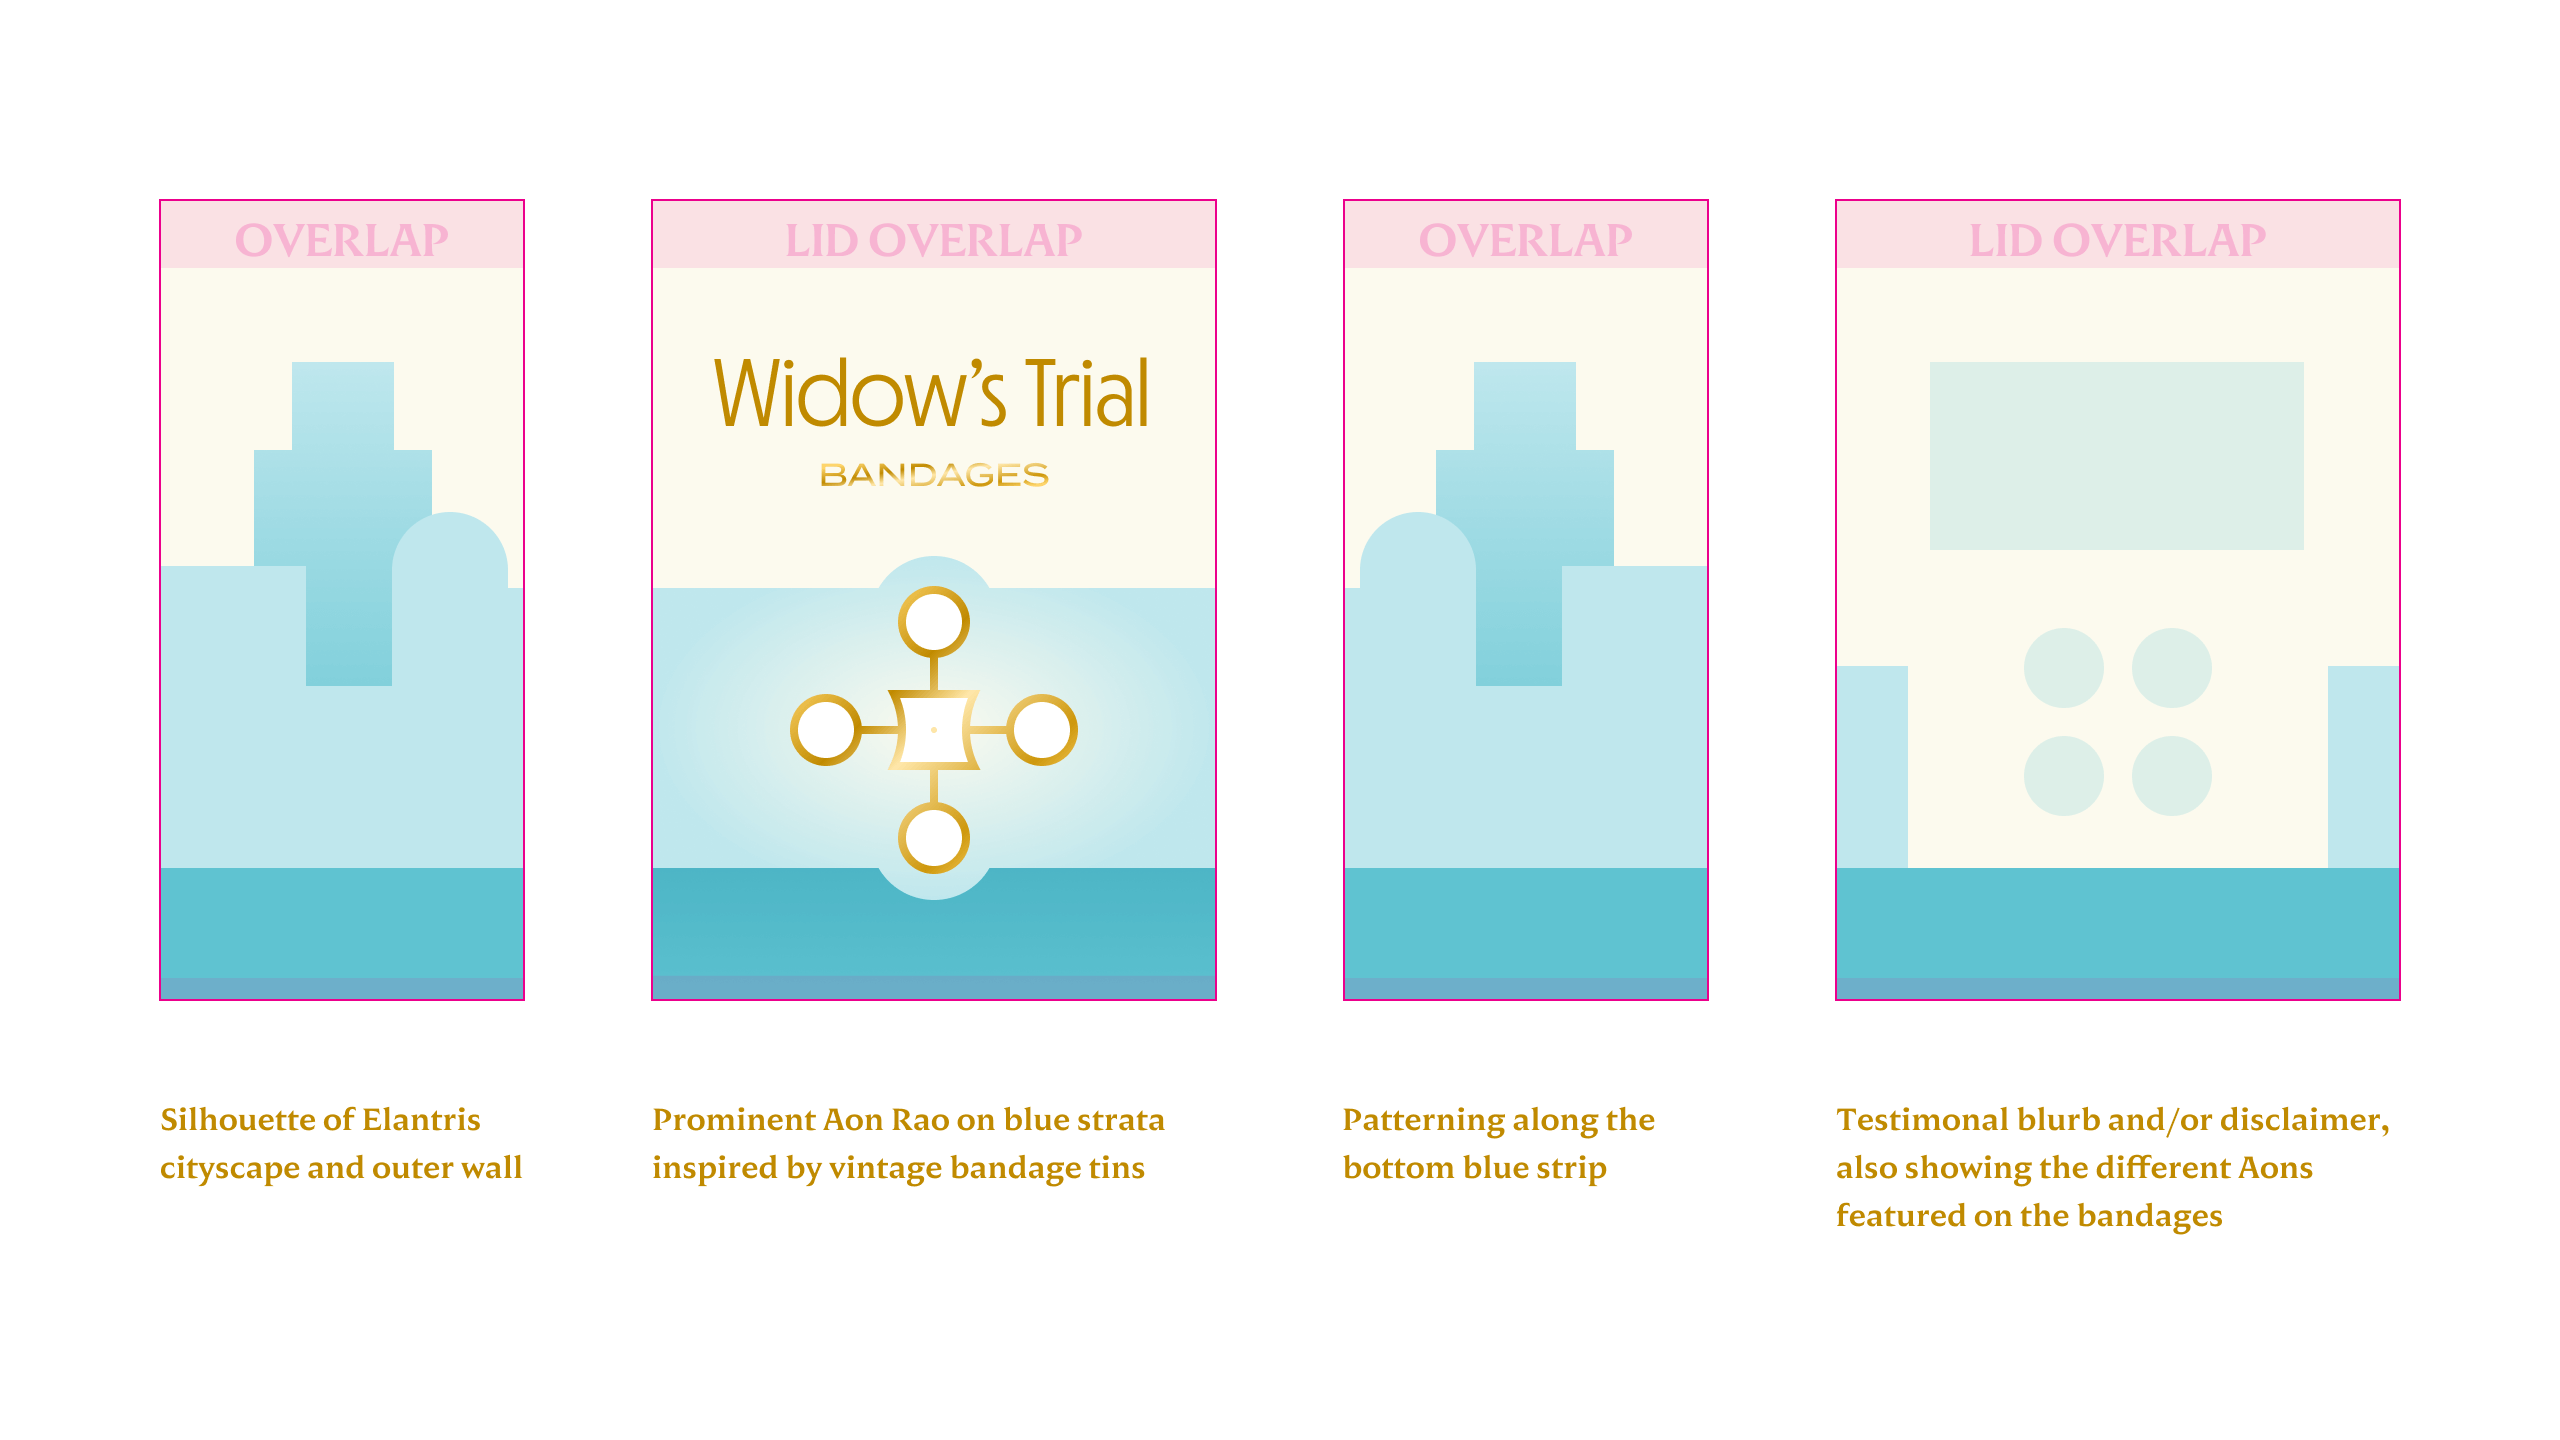 OVERLAP
LID OVERLAP
OVERLAP
LID OVERLAP
Widow’s Trial
BANDAGES
Silhouette of Elantris
cityscape and outer wall
Prominent Aon Rao on blue strata
inspired by vintage bandage tins
Patterning along the
bottom blue strip
Testimonal blurb and/or disclaimer,
also showing the different Aons
featured on the bandages